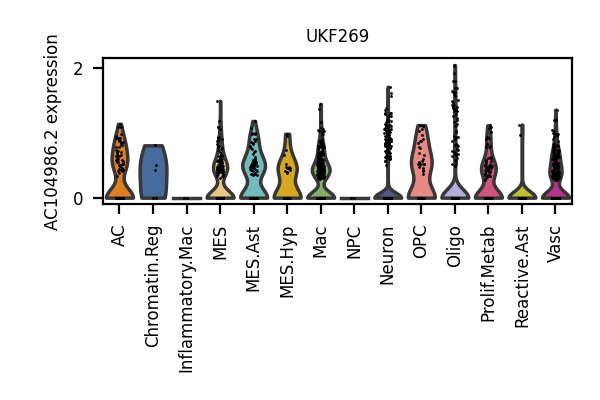 UKF269
AC104986.2 expression
2
0
AC
Chromatin.Reg
Inflammatory.Mac
MES
MES.Ast
MES.Hyp
Mac
NPC
Neuron
OPC
Oligo
Prolif.Metab
Reactive.Ast
Vasc